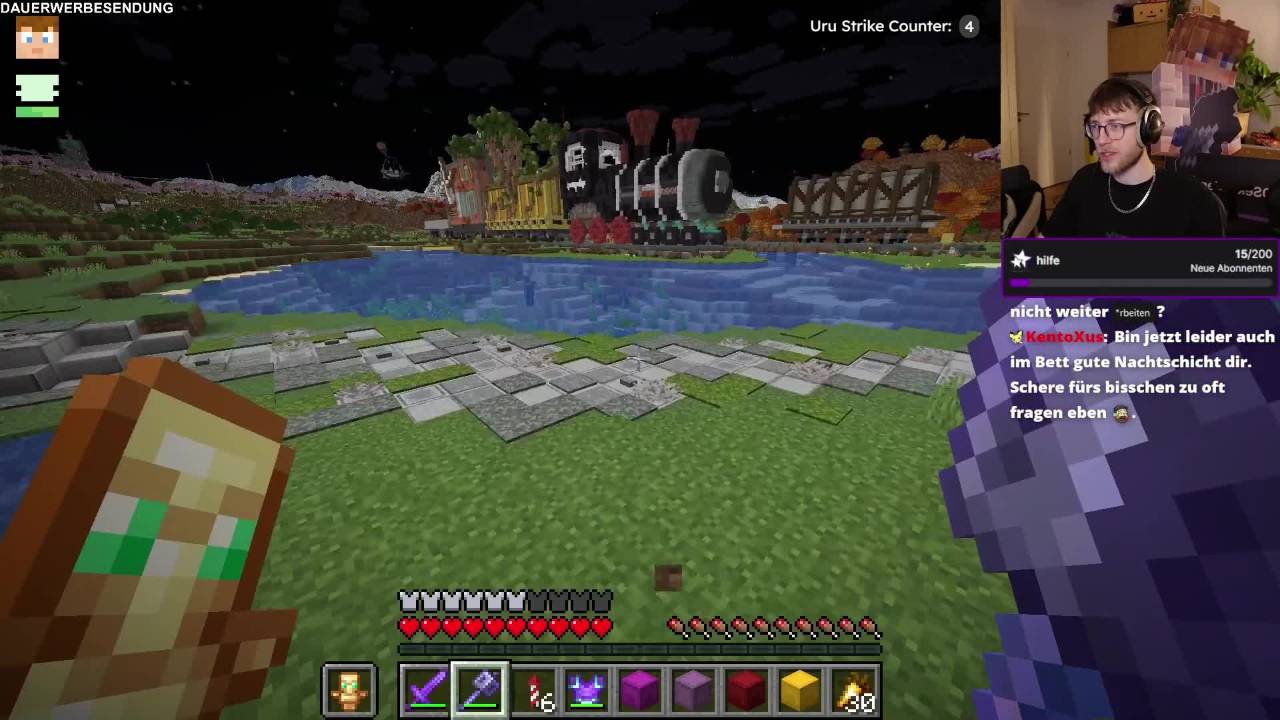 DAUERWERBESENDUNG
Uru Strike Counter: 4
hilfe
15/200
Neue Abonnenten
nicht weiter *rbeiten ?
KentoXus: Bin jetzt leider auch
im Bett gute Nachtschicht dir.
Schere fürs bisschen zu oft
fragen eben .
6
30